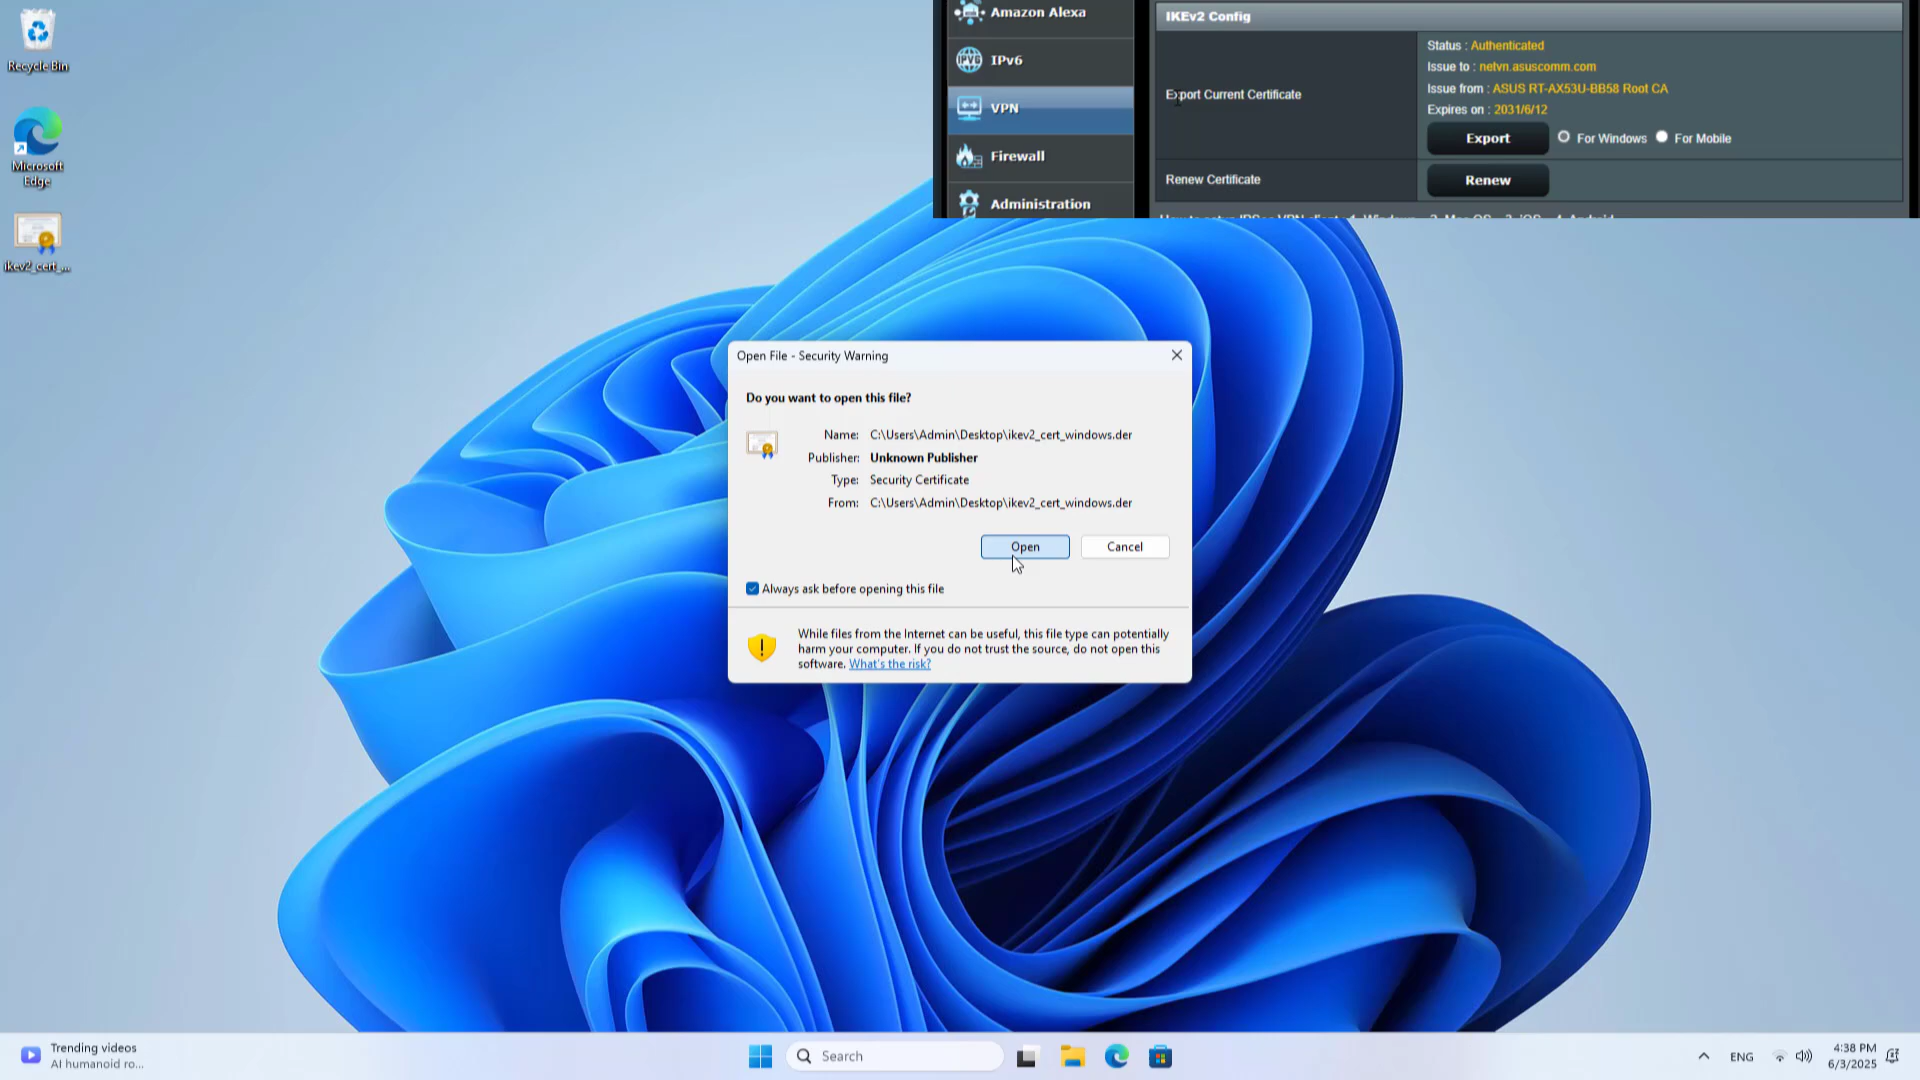 Recycle Bin
Microsoft
Edge
ikev2_cert_...
Amazon Alexa
IPv6
VPN
Firewall
Administration
IKEv2 Config
Export Current Certificate
Status : Authenticated
Issue to : netvn.asuscomm.com
Issue from : ASUS RT-AX53U-BB58 Root CA
Expires on : 2031/6/12
Export
For Windows
For Mobile
Renew Certificate
Renew
Open File - Security Warning
Do you want to open this file?
Name: C:\Users\Admin\Desktop\ikev2_cert_windows.der
Publisher: Unknown Publisher
Type: Security Certificate
From: C:\Users\Admin\Desktop\ikev2_cert_windows.der
Open
Cancel
Always ask before opening this file
While files from the Internet can be useful, this file type can potentially
harm your computer. If you do not trust the source, do not open this
software. What's the risk?
Trending videos
AI humanoid ro...
Search
ENG
4:38 PM
6/3/2025